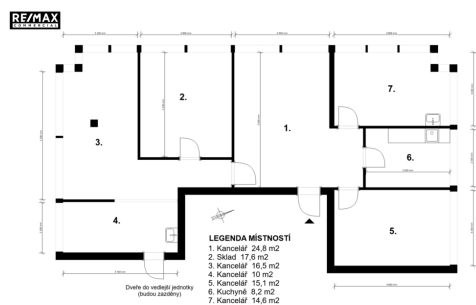 RE/MAX
COMMERCIAL
7.
2.
1.
3.
6.
4.
5.
LEGENDA MÍSTNOSTÍ
1. Kancelář 24,8 m2
2. Sklad 17,6 m2
3. Kancelář 16,5 m2
4. Kancelář 10 m2
5. Kancelář 15,1 m2
6. Kuchyně 8,2 m2
7. Kancelář 14,6 m2
Dveře do vedlejší jednotky
(budou zazděny)